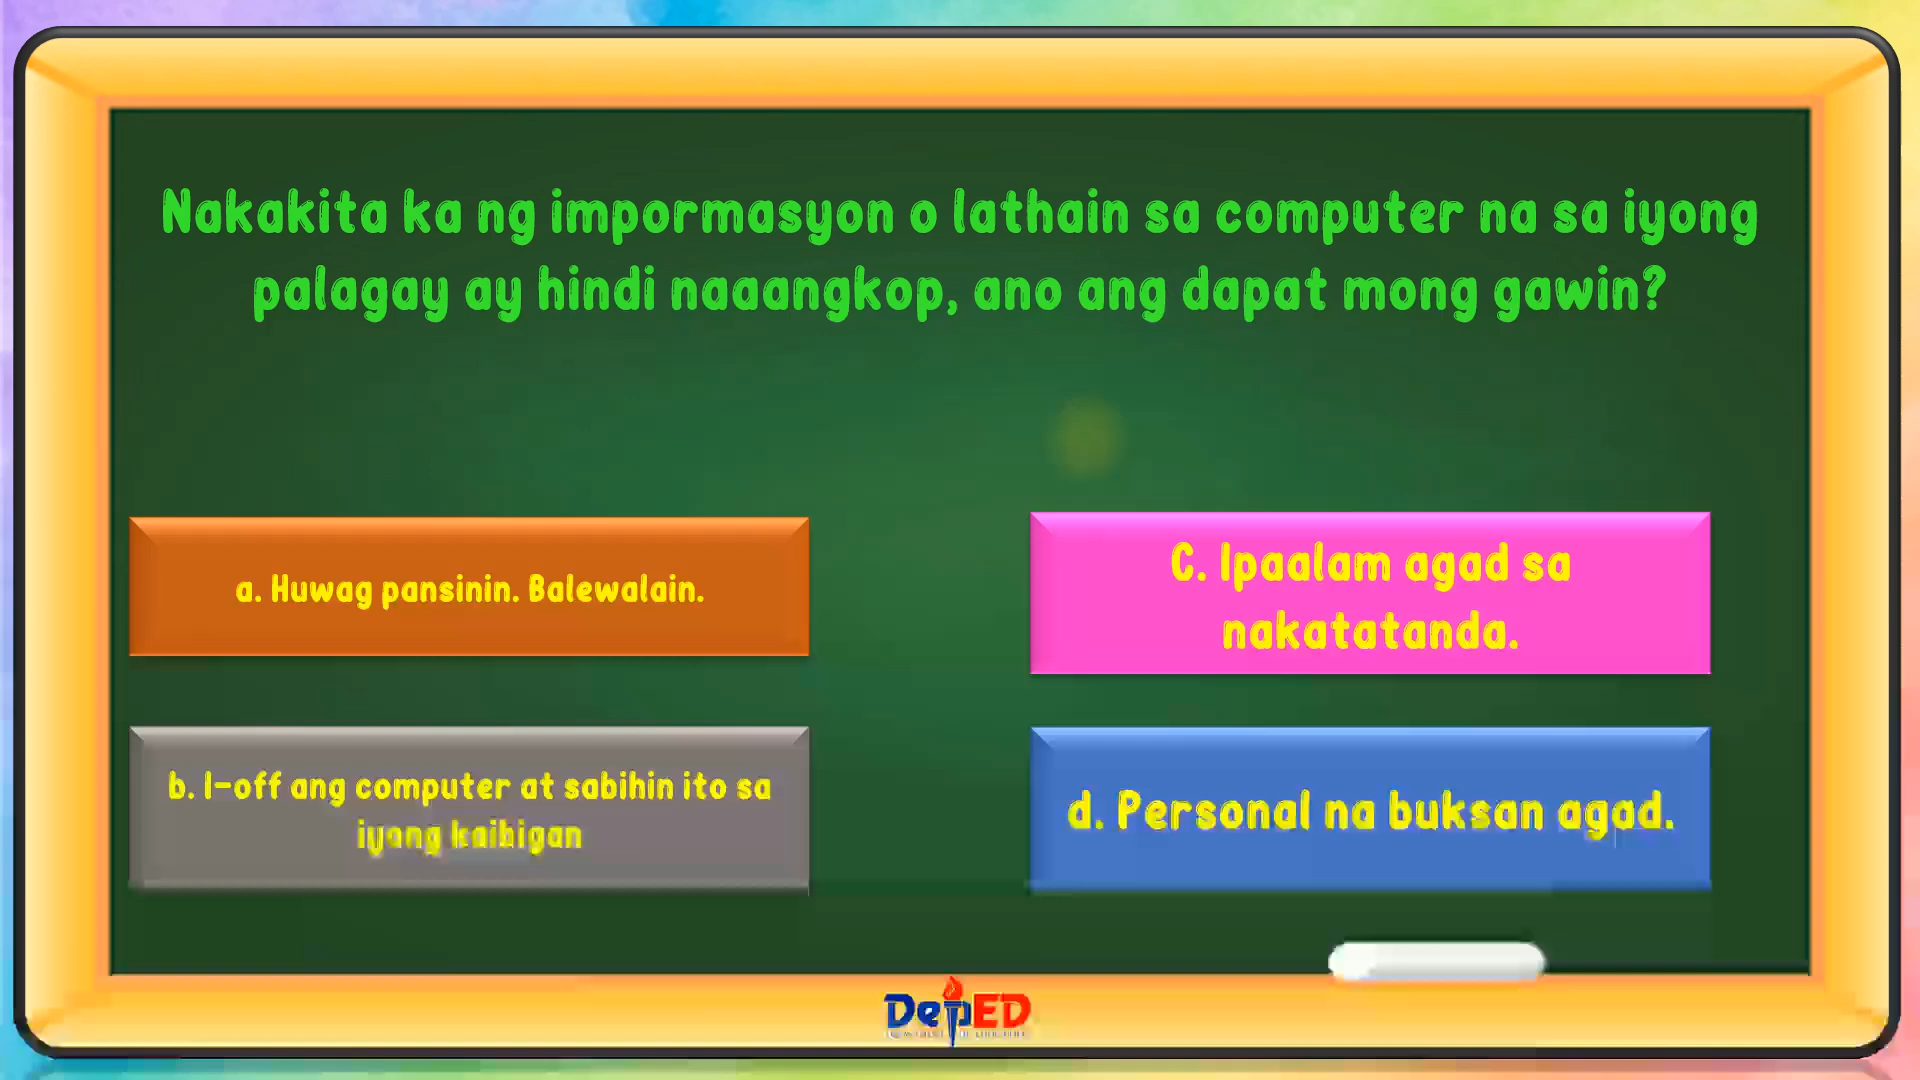 Nakakita ka ng impormasyon o lathain sa computer na sa iyong
palagay ay hindi naaangkop, ano ang dapat mong gawin?
a. Huwag pansinin. Balewalain.
b. I-off ang computer at sabihin ito sa
iyong kaibigan
C. Ipaalam agad sa
nakatatanda.
d. Personal na buksan agad.
DepED